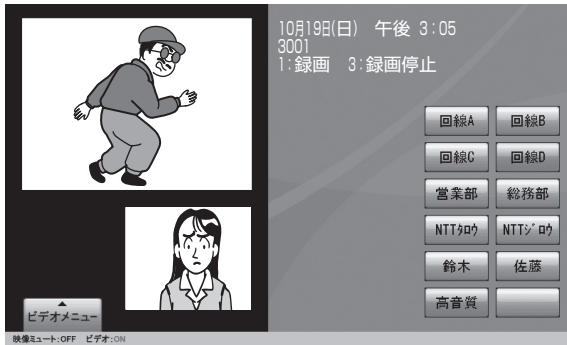 10月19日(日) 午後 3:05
3001
1:録画 3:録画停止
回線A
回線B
回線C
回線D
営業部
総務部
NTTﾀﾛｳ
NTTｼﾞﾛｳ
鈴木
佐藤
高音質
ビデオメニュー
映像ミュート:OFF ビデオ:ON